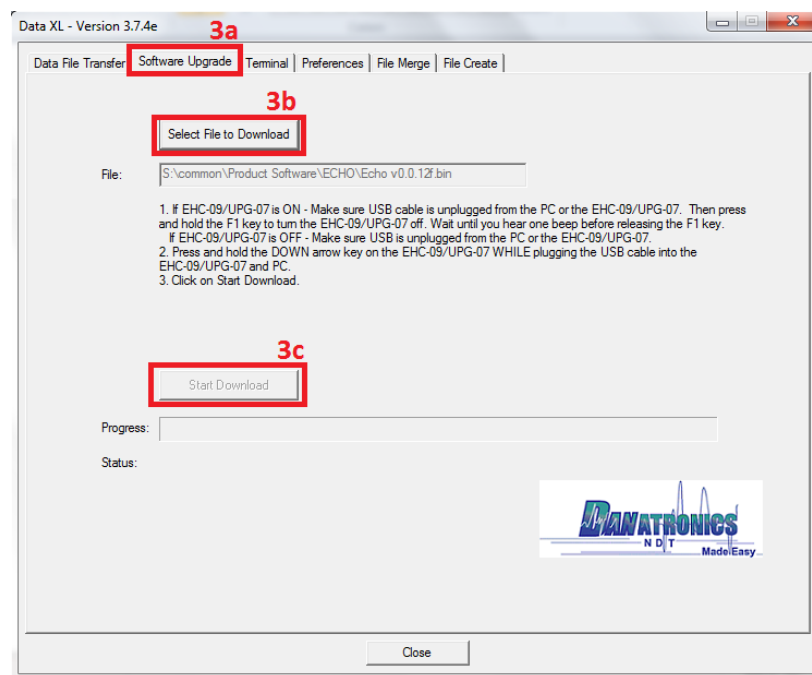 Data XL - Version 3.7.4e
3a
Data File Transfer Software Upgrade Terminal Preferences File Merge File Create
3b
Select File to Download
File: S:\common\Product Software\ECHO\Echo v0.0.12f.bin
1. If EHC-09/UPG-07 is ON - Make sure USB cable is unplugged from the PC or the EHC-09/UPG-07. Then press
and hold the F1 key to turn the EHC-09/UPG-07 off. Wait until you hear one beep before releasing the F1 key.
If EHC-09/UPG-07 is OFF - Make sure USB is unplugged from the PC or the EHC-09/UPG-07.
2. Press and hold the DOWN arrow key on the EHC-09/UPG-07 WHILE plugging the USB cable into the
EHC-09/UPG-07 and PC.
3. Click on Start Download.
3c
Start Download
Progress:
Status:
DANATRONICS
NDT
Made Easy
Close